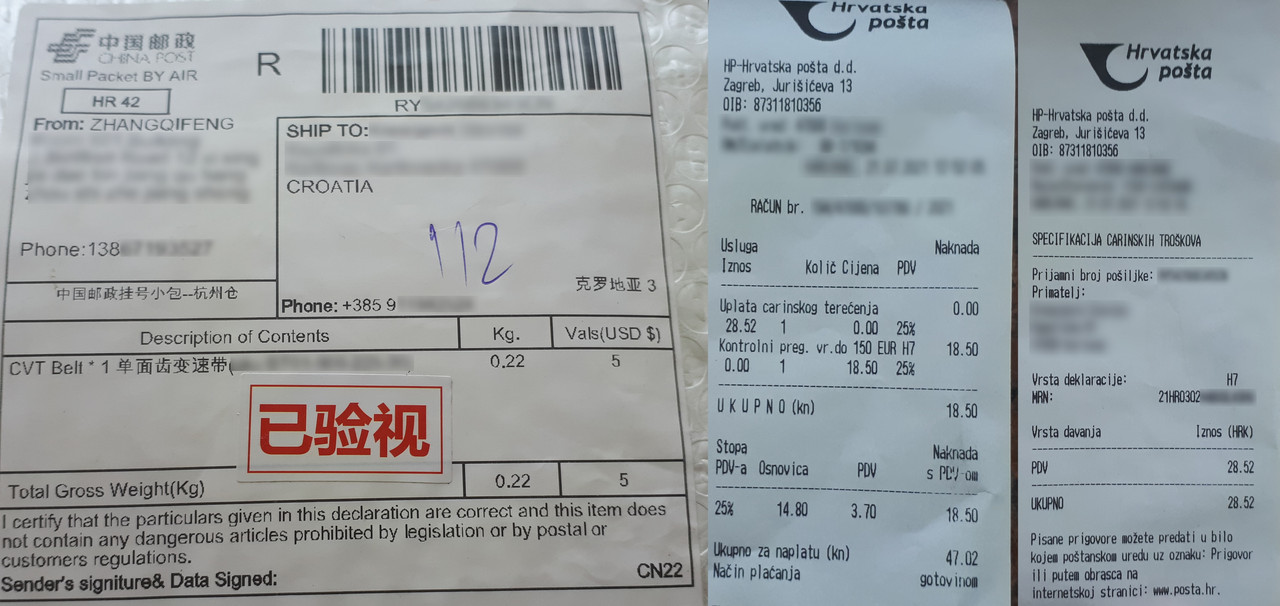 中国邮政
CHINA POST
Small Packet BY AIR
R
HR 42
RY
From: ZHANGQIFENG
Phone:138
中国邮政挂号小包--杭州仓
SHIP TO:
CROATIA
112
克罗地亚 3
Phone: +385 9
Description of Contents Kg. Vals(USD $)
CVT Belt * 1 单面齿变速带( 0.22 5
已验视
Total Gross Weight(Kg) 0.22 5
I certify that the particulars given in this declaration are correct and this item does
not contain any dangerous articles prohibited by legislation or by postal or
customers regulations.
Sender's signiture& Data Signed:
CN22
Hrvatska
pošta
HP-Hrvatska pošta d.d.
Zagreb, Jurišićeva 13
OIB: 87311810356
RAČUN br.
Usluga Naknada
Iznos Količ Cijena PDV
Uplata carinskog terećenja 0.00
28.52 1 0.00 25%
Kontrolni preg. vr.do 150 EUR H7 18.50
0.00 1 18.50 25%
U K U P N O (kn) 18.50
Stopa Naknada
PDV-a Osnovica PDV s PDV-om
25% 14.80 3.70 18.50
Ukupno za naplatu (kn) 47.02
Način plaćanja gotovinom
Hrvatska
pošta
HP-Hrvatska pošta d.d.
Zagreb, Jurišićeva 13
OIB: 87311810356
SPECIFIKACIJA CARINSKIH TROŠKOVA
Prijamni broj pošiljke:
Primatelj:
Vrsta deklaracije: H7
MRN: 21HR0302
Vrsta davanja Iznos (HRK)
PDV 28.52
UKUPNO 28.52
Pisane prigovore možete predati u bilo
kojem poštanskom uredu uz oznaku: Prigovor
ili putem obrasca na
internetskoj stranici: www.posta.hr.